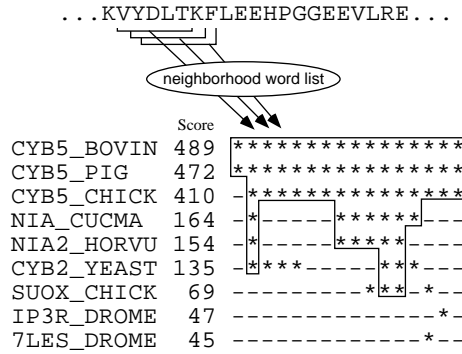 ...KVYDLTKFLEEHPGGEEVLRE...
neighborhood word list
Score
CYB5_BOVIN 489 ****************
CYB5_PIG 472 ****************
CYB5_CHICK 410 -***************
NIA_CUCMA 164 -*-----******---
NIA2_HORVU 154 -*-----*****----
CYB2_YEAST 135 -****-----***---
SUOX_CHICK 69 ---------***-*--
IP3R_DROME 47 --------------*-
7LES_DROME 45 -------------*--